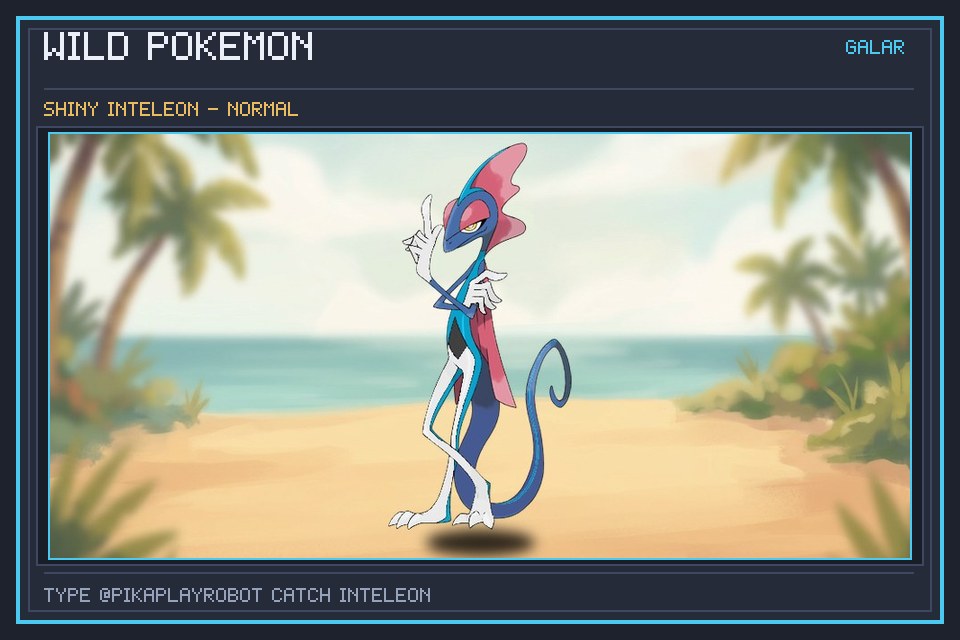 WILD POKEMON
GALAR
SHINY INTELEON - NORMAL
TYPE @PIKAPLAYROBOT CATCH INTELEON